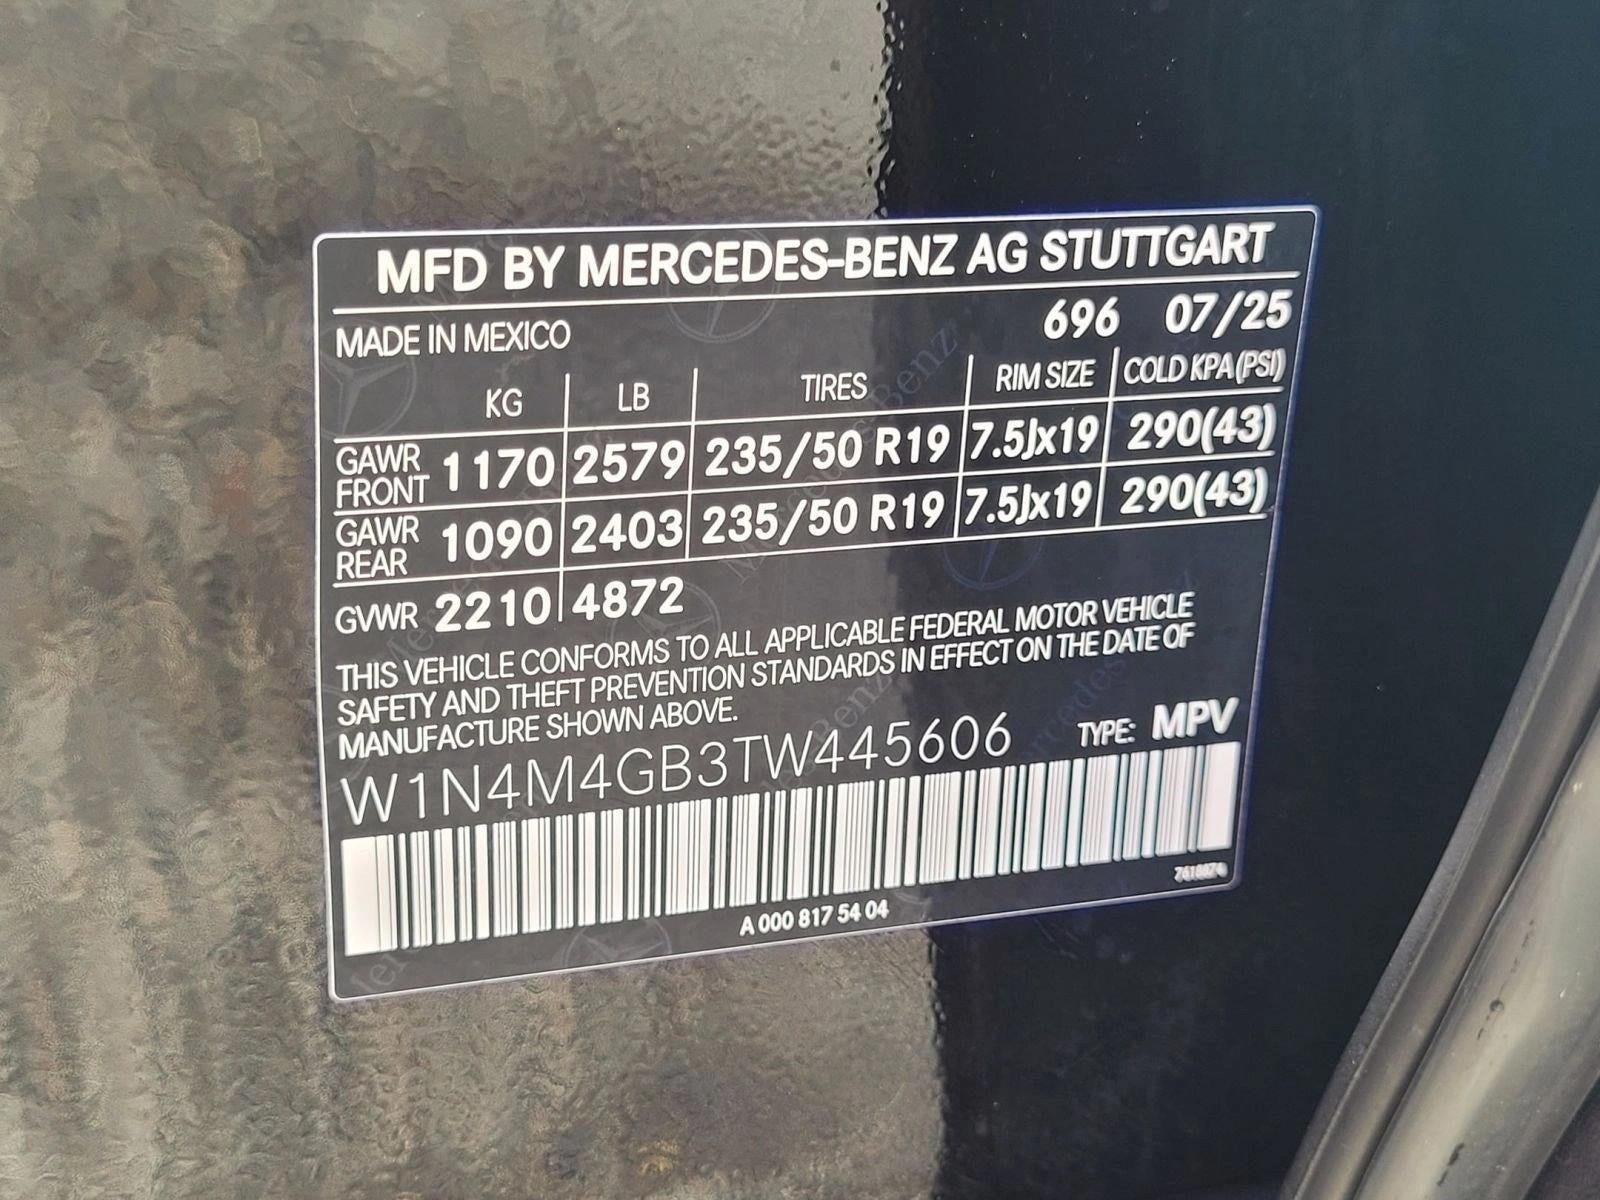 MFD BY MERCEDES-BENZ AG STUTTGART
MADE IN MEXICO 696 07/25
KG LB TIRES RIM SIZE COLD KPA(PSI)
GAWR FRONT 1170 2579 235/50 R19 7.5Jx19 290(43)
GAWR REAR 1090 2403 235/50 R19 7.5Jx19 290(43)
GVWR 2210 4872
THIS VEHICLE CONFORMS TO ALL APPLICABLE FEDERAL MOTOR VEHICLE
SAFETY AND THEFT PREVENTION STANDARDS IN EFFECT ON THE DATE OF
MANUFACTURE SHOWN ABOVE.
W1N4M4GB3TW445606 TYPE: MPV
A 000 817 54 04